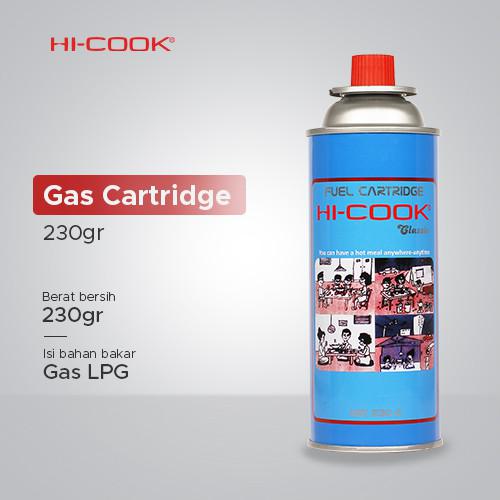 HI-COOK®
Gas Cartridge
230gr
Berat bersih
230gr
Isi bahan bakar
Gas LPG
FUEL CARTRIDGE
HI-COOK®
Classic
You can have a hot meal anywhere-anytime